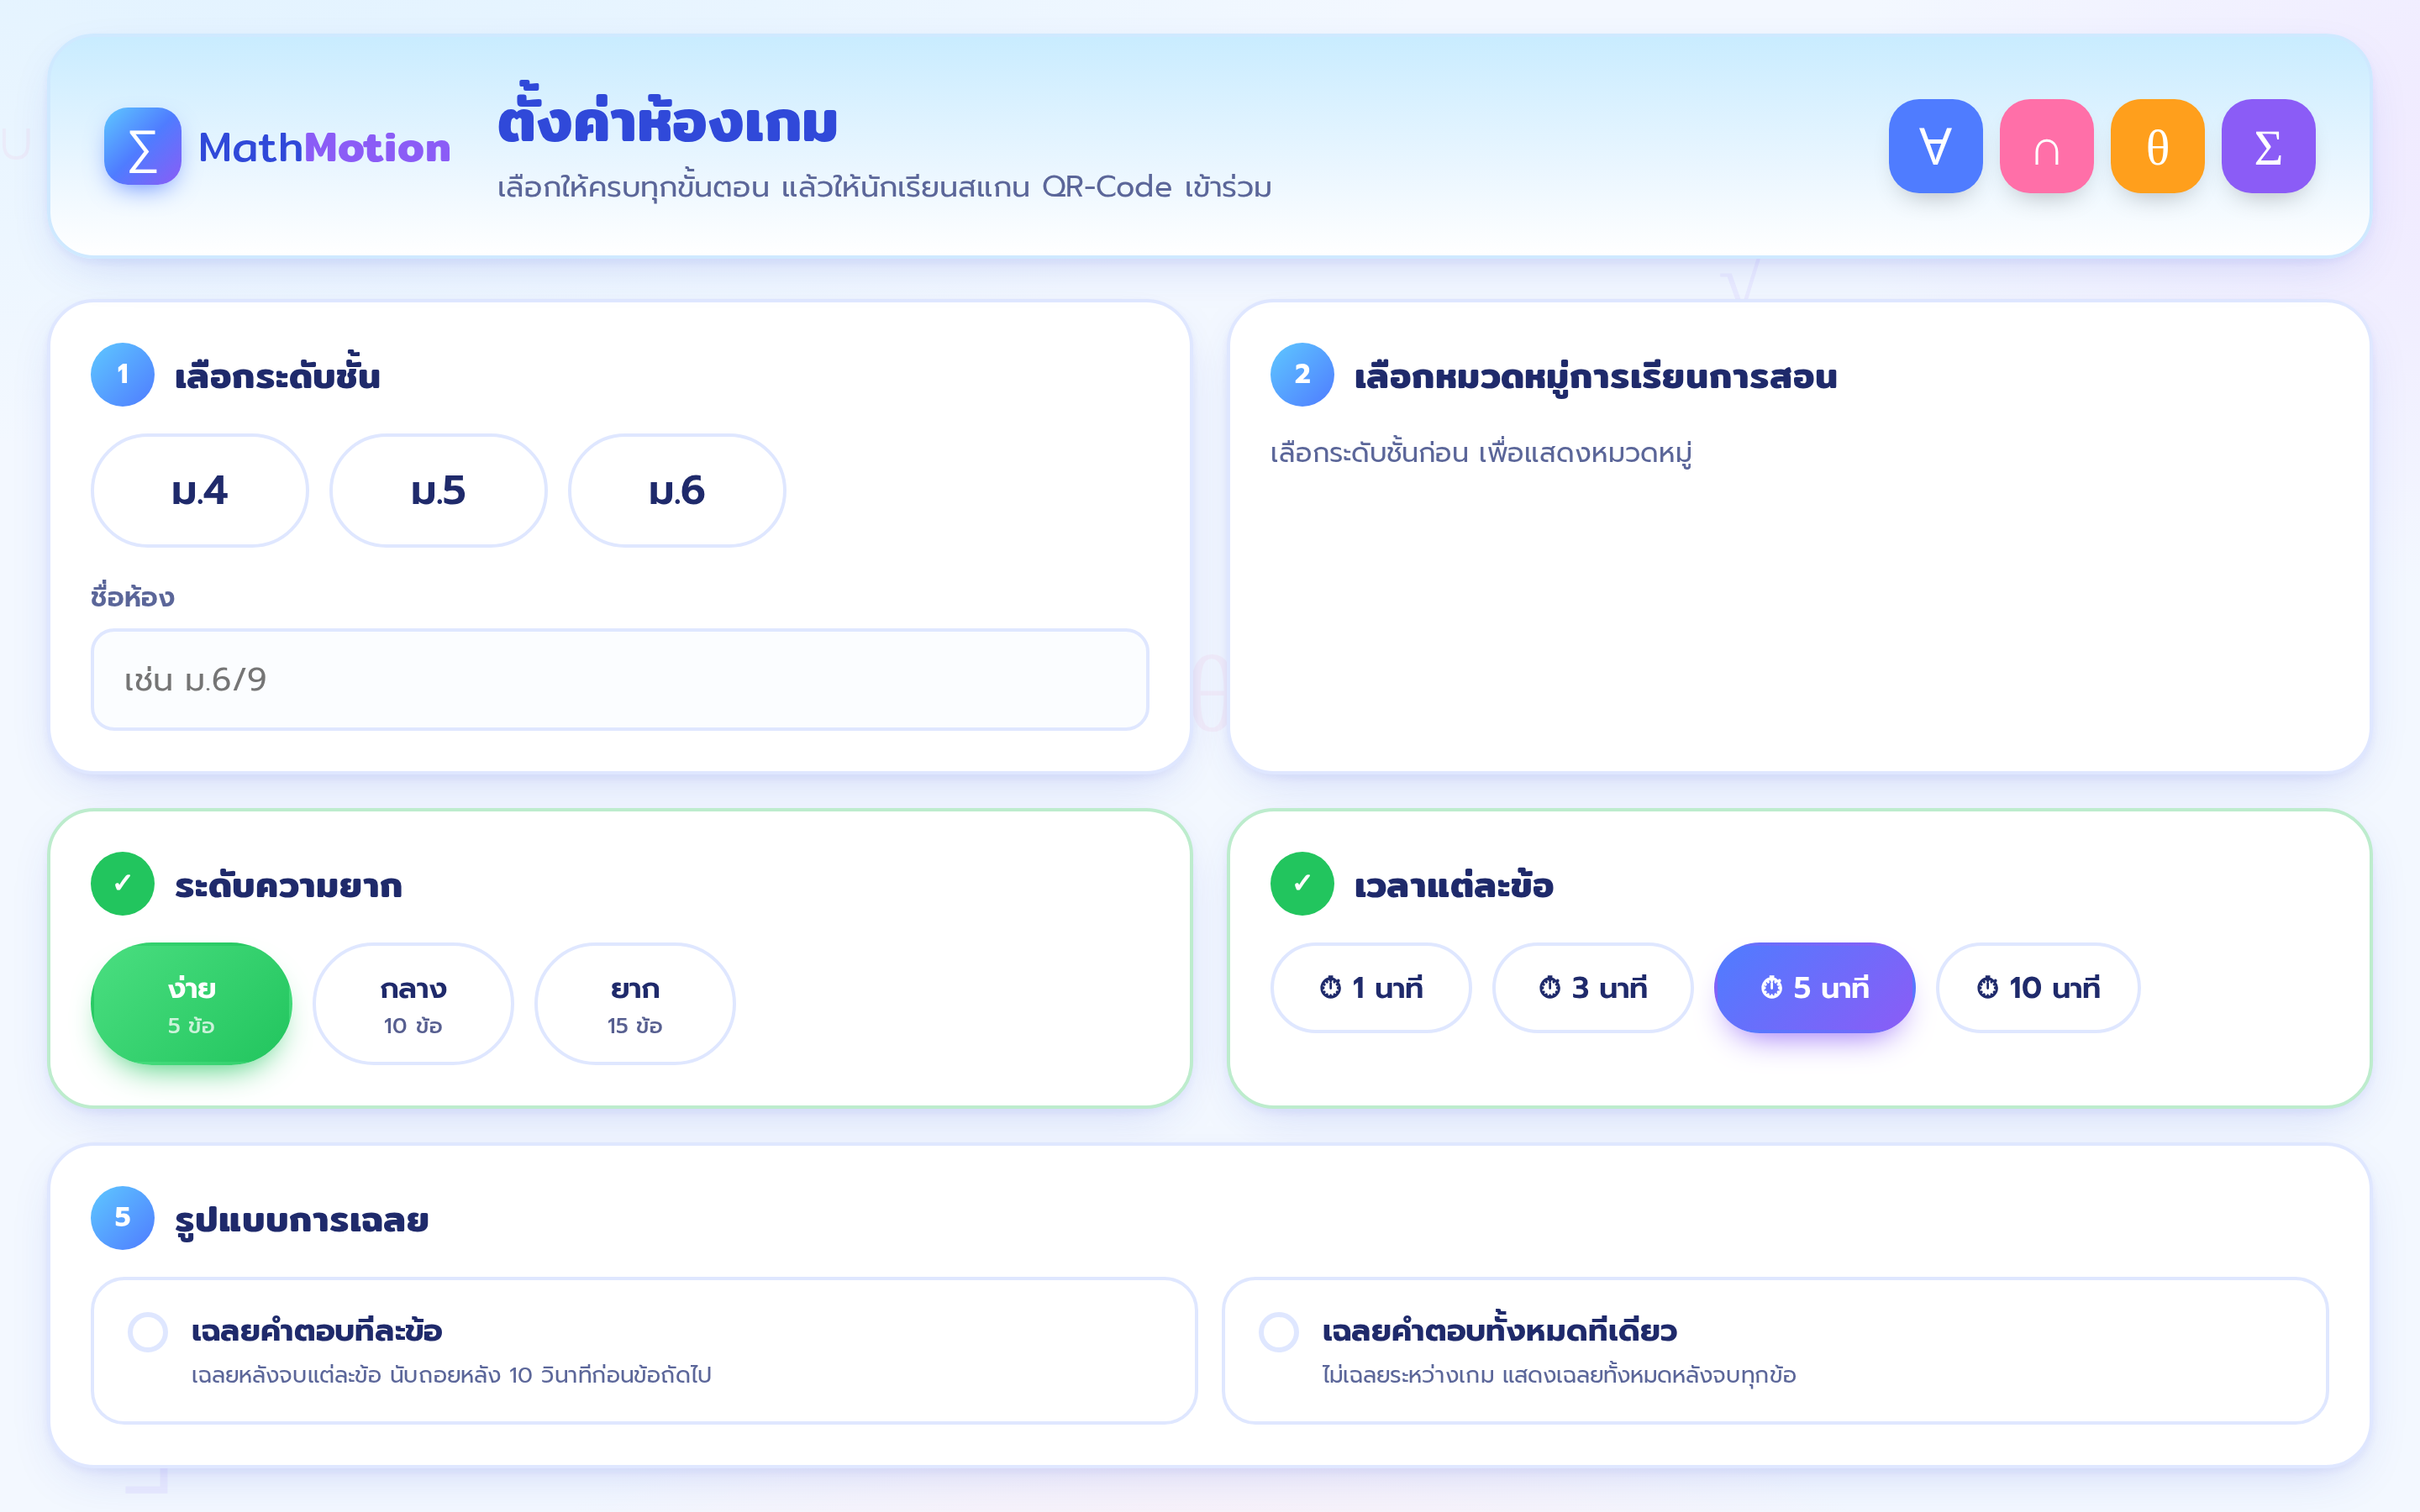 ∑ MathMotion
ตั้งค่าห้องเกม
เลือกให้ครบทุกขั้นตอน แล้วให้นักเรียนสแกน QR-Code เข้าร่วม
∀ ∩ θ Σ
1 เลือกระดับชั้น
ม.4 ม.5 ม.6
ชื่อห้อง
เช่น ม.6/9
2 เลือกหมวดหมู่การเรียนการสอน
เลือกระดับชั้นก่อน เพื่อแสดงหมวดหมู่
✓ ระดับความยาก
ง่าย กลาง ยาก
5 ข้อ 10 ข้อ 15 ข้อ
✓ เวลาแต่ละข้อ
⏱ 1 นาที ⏱ 3 นาที ⏱ 5 นาที ⏱ 10 นาที
5 รูปแบบการเฉลย
เฉลยคำตอบทีละข้อ
เฉลยหลังจบแต่ละข้อ นับถอยหลัง 10 วินาทีก่อนข้อถัดไป
เฉลยคำตอบทั้งหมดทีเดียว
ไม่เฉลยระหว่างเกม แสดงเฉลยทั้งหมดหลังจบทุกข้อ